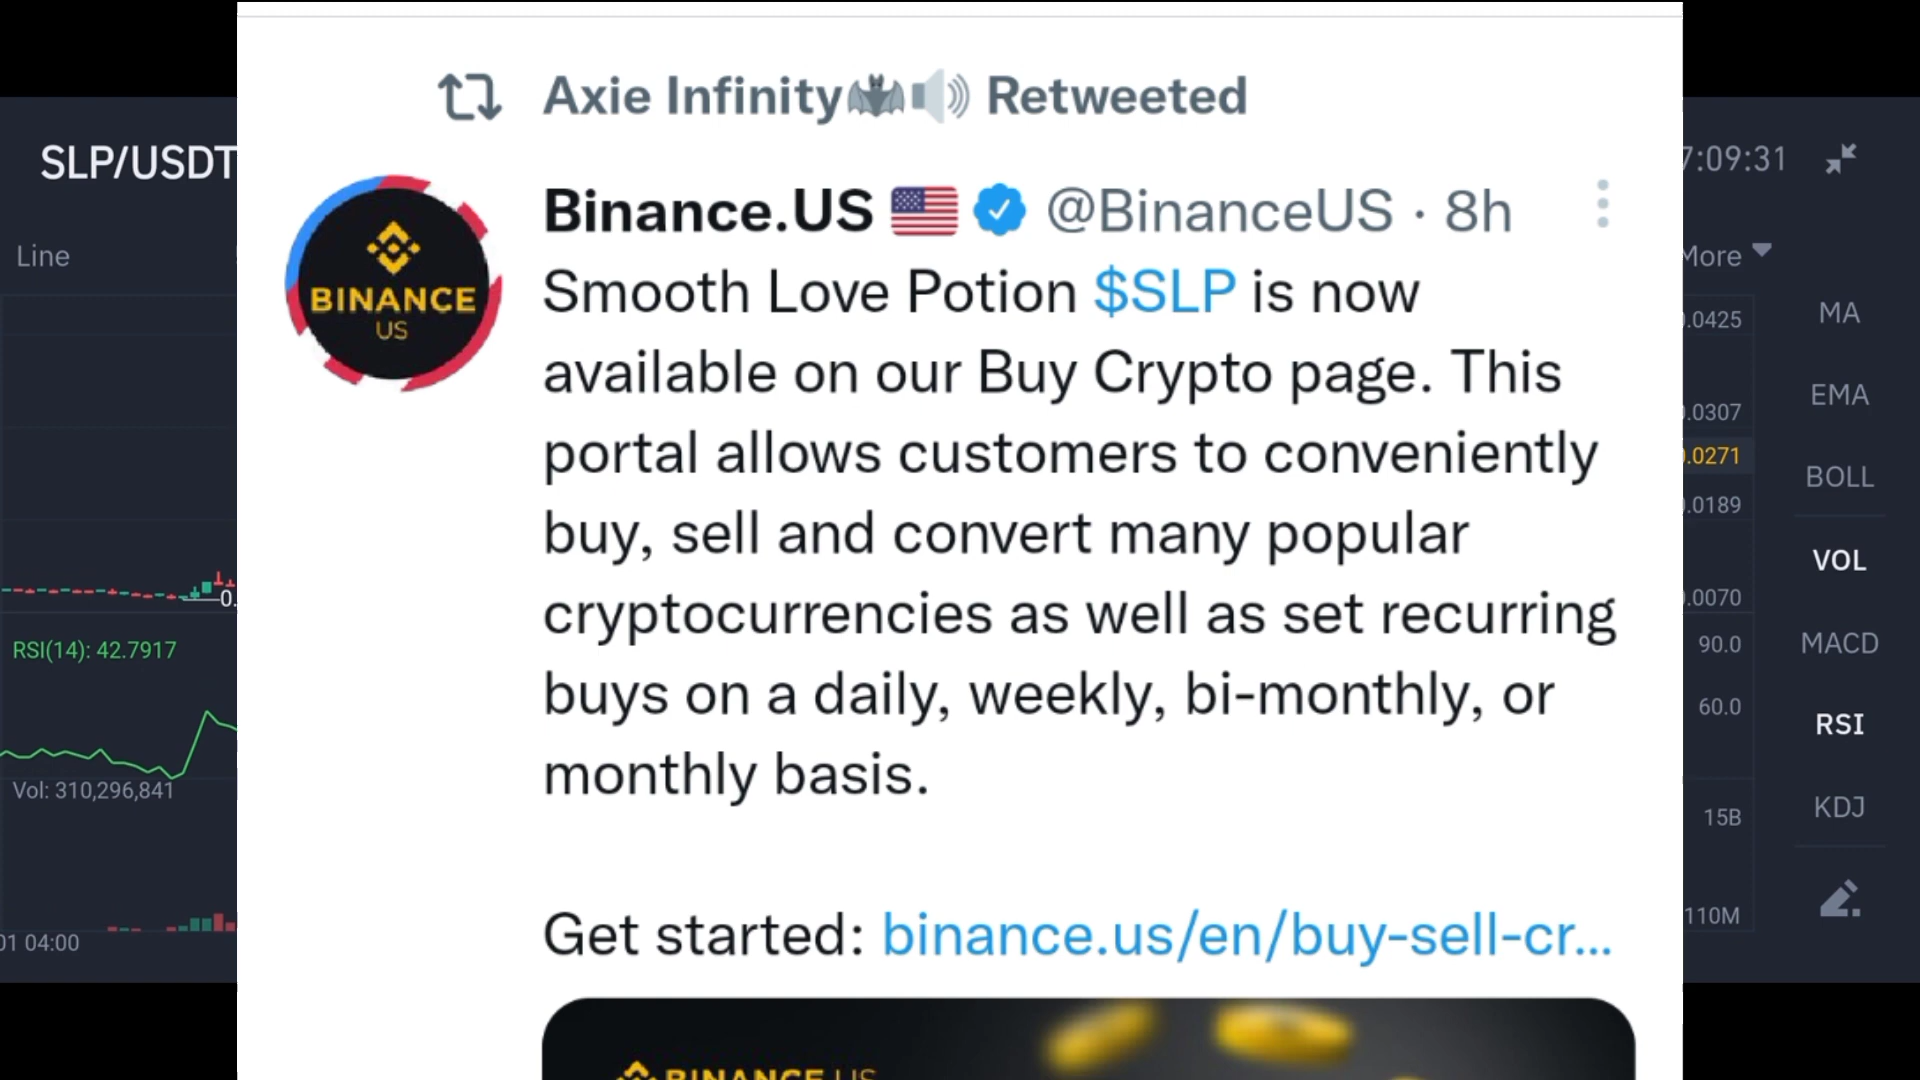 Axie Infinity🦇🔊 Retweeted
SLP/USDT
7:09:31
Binance.US 🇺🇸 @BinanceUS · 8h
BINANCE
US
Line
More
Smooth Love Potion $SLP is now
available on our Buy Crypto page. This
portal allows customers to conveniently
buy, sell and convert many popular
cryptocurrencies as well as set recurring
buys on a daily, weekly, bi-monthly, or
monthly basis.
Get started: binance.us/en/buy-sell-cr...
BINANCE.US
0.
RSI(14): 42.7917
Vol: 310,296,841
01 04:00
.0425
.0307
.0271
.0189
.0070
90.0
60.0
15B
110M
MA
EMA
BOLL
VOL
MACD
RSI
KDJ